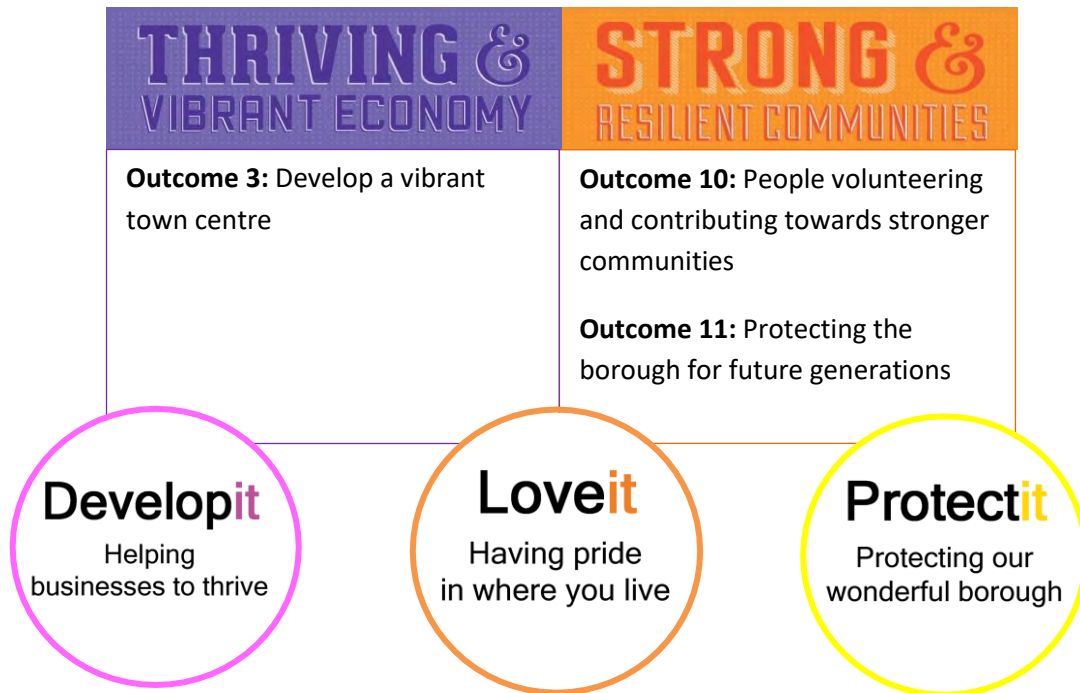 THRIVING &
VIBRANT ECONOMY
STRONG &
RESILIENT COMMUNITIES
Outcome 3: Develop a vibrant
town centre
Outcome 10: People volunteering
and contributing towards stronger
communities
Outcome 11: Protecting the
borough for future generations
Developit
Helping
businesses to thrive
Loveit
Having pride
in where you live
Protectit
Protecting our
wonderful borough